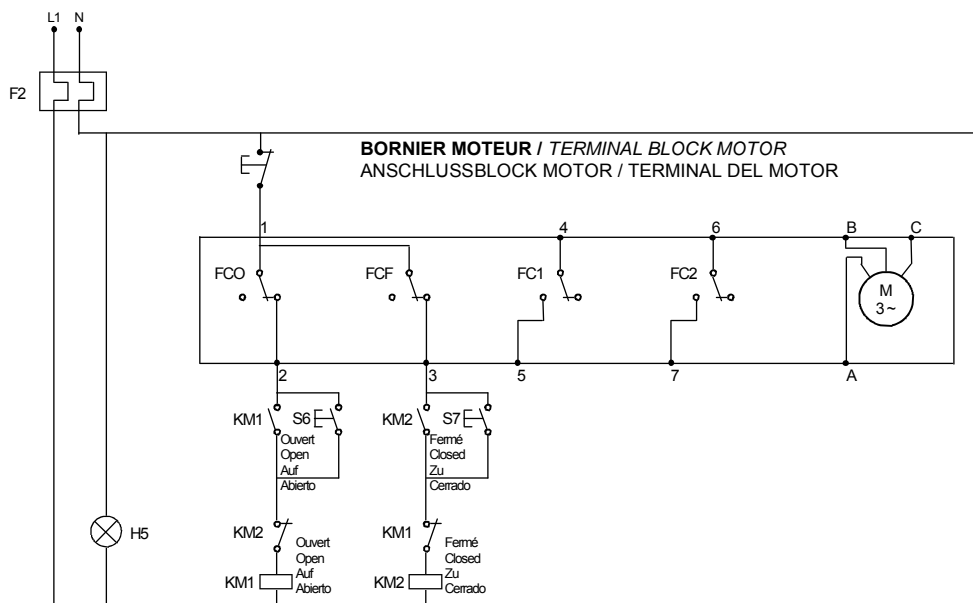 L1 N
F2
BORNIER MOTEUR / TERMINAL BLOCK MOTOR
ANSCHLUSSBLOCK MOTOR / TERMINAL DEL MOTOR
1 4 6 B C
FCO FCF FC1 FC2 M
3~
2 3 5 7 A
KM1 S6 KM2 S7
Ouvert Fermé
Open Closed
Auf Zu
Abierto Cerrado
H5 KM2 KM1
Ouvert Fermé
Open Closed
Auf Zu
KM1 Abierto KM2 Cerrado